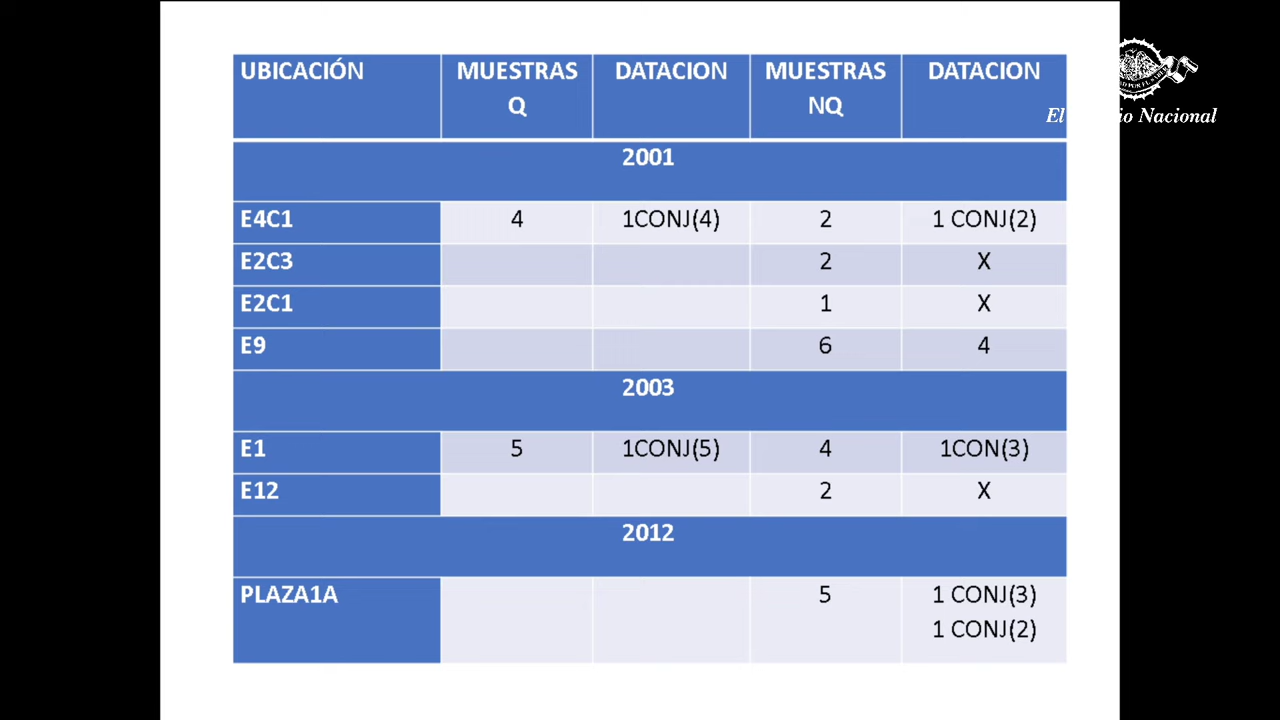 UBICACIÓN MUESTRAS Q DATACION MUESTRAS NQ DATACION
2001
E4C1 4 1CONJ(4) 2 1 CONJ(2)
E2C3 2 X
E2C1 1 X
E9 6 4
2003
E1 5 1CONJ(5) 4 1CON(3)
E12 2 X
2012
PLAZA1A 5 1 CONJ(3)
1 CONJ(2)
El io Nacional